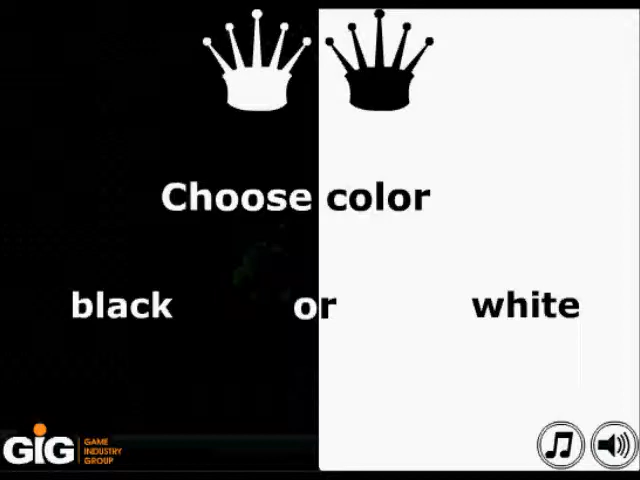 Choose color
black or white
GiG GAME
INDUSTRY
GROUP